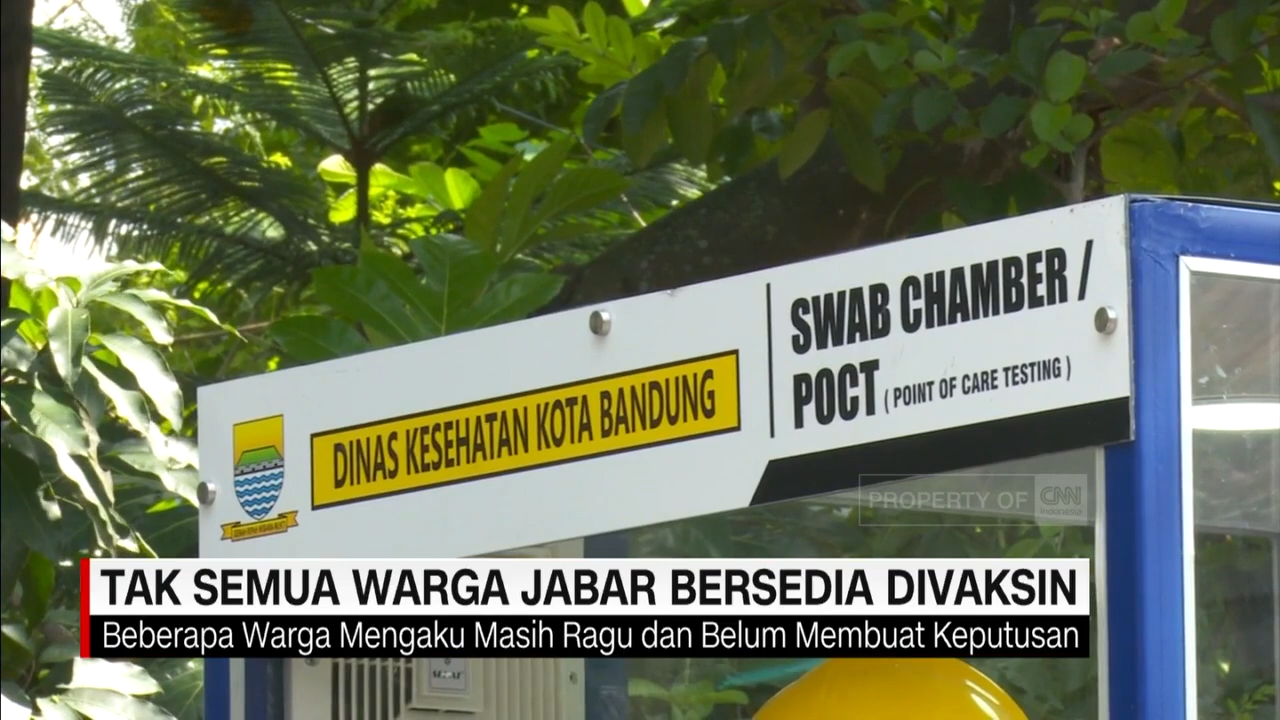 SWAB CHAMBER /
POCT ( POINT OF CARE TESTING )
DINAS KESEHATAN KOTA BANDUNG
PROPERTY OF CNN Indonesia
TAK SEMUA WARGA JABAR BERSEDIA DIVAKSIN
Beberapa Warga Mengaku Masih Ragu dan Belum Membuat Keputusan